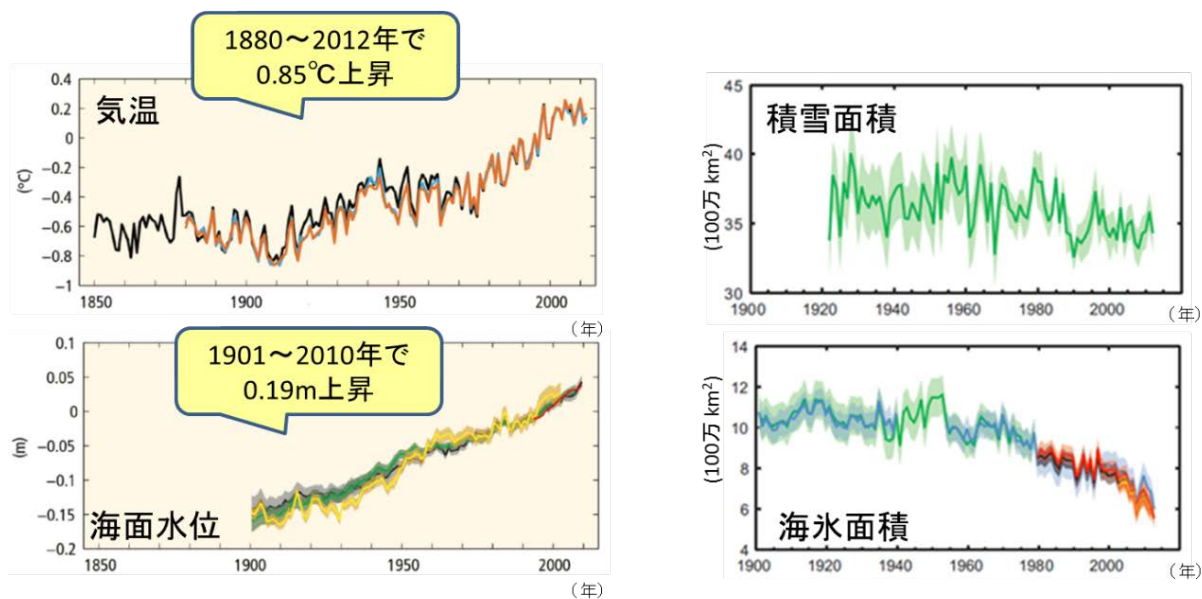 1880～2012年で
0.85℃上昇
気温
(°C)
0.4
0.2
0
−0.2
−0.4
−0.6
−0.8
−1
1850
1900
1950
2000
（年）
積雪面積
(100万 km²)
45
40
35
30
1900
1920
1940
1960
1980
2000
（年）
1901～2010年で
0.19m上昇
海面水位
(m)
0.1
0.05
0
−0.05
−0.1
−0.15
−0.2
1850
1900
1950
2000
（年）
海氷面積
(100万 km²)
14
12
10
8
6
4
1900
1920
1940
1960
1980
2000
（年）